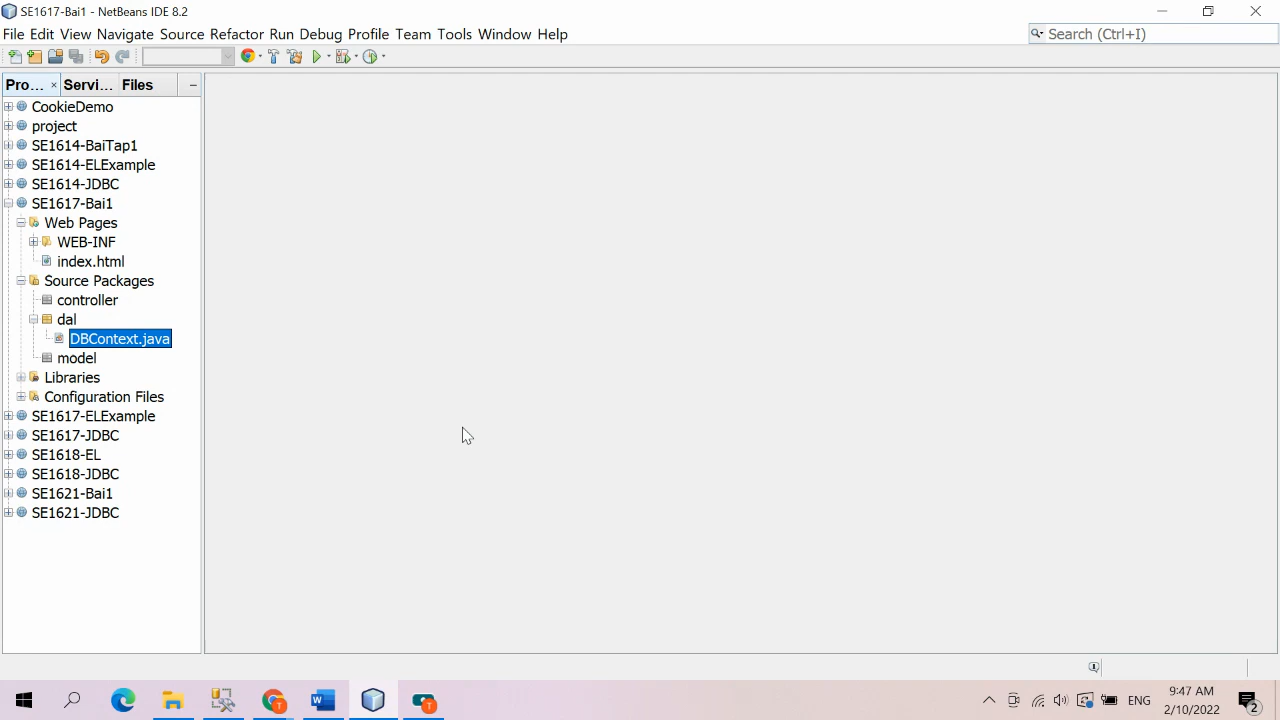 SE1617-Bai1 - NetBeans IDE 8.2
File Edit View Navigate Source Refactor Run Debug Profile Team Tools Window Help
Search (Ctrl+I)
Pro... Servi... Files
CookieDemo
project
SE1614-BaiTap1
SE1614-ELExample
SE1614-JDBC
SE1617-Bai1
Web Pages
WEB-INF
index.html
Source Packages
controller
dal
DBContext.java
model
Libraries
Configuration Files
SE1617-ELExample
SE1617-JDBC
SE1618-EL
SE1618-JDBC
SE1621-Bai1
SE1621-JDBC
ENG
9:47 AM
2/10/2022
2